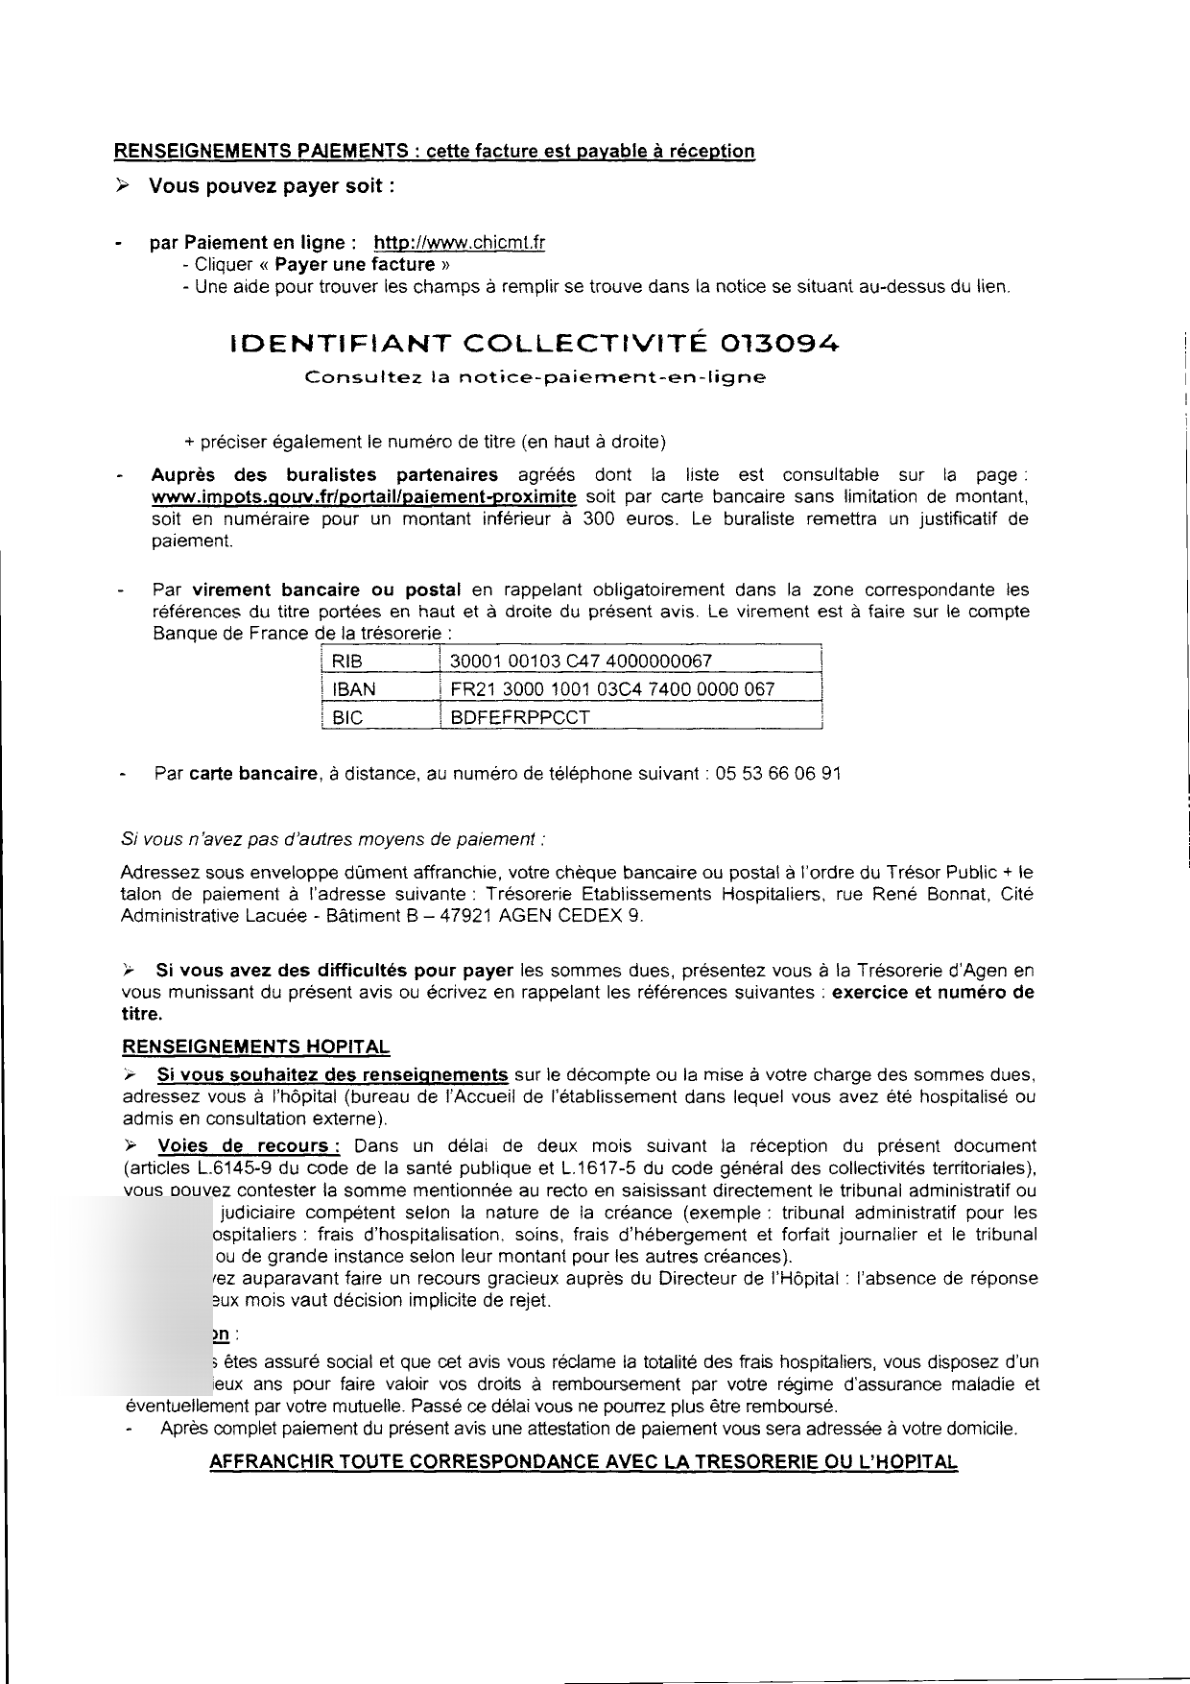 RENSEIGNEMENTS PAIEMENTS : cette facture est payable à réception
➢ Vous pouvez payer soit :
- par Paiement en ligne : http://www.chicmt.fr
- Cliquer « Payer une facture »
- Une aide pour trouver les champs à remplir se trouve dans la notice se situant au-dessus du lien.
IDENTIFIANT COLLECTIVITÉ 013094
Consultez la notice-paiement-en-ligne
+ préciser également le numéro de titre (en haut à droite)
- Auprès des buralistes partenaires agréés dont la liste est consultable sur la page :
www.impots.gouv.fr/portail/paiement-proximite soit par carte bancaire sans limitation de montant,
soit en numéraire pour un montant inférieur à 300 euros. Le buraliste remettra un justificatif de
paiement.
- Par virement bancaire ou postal en rappelant obligatoirement dans la zone correspondante les
références du titre portées en haut et à droite du présent avis. Le virement est à faire sur le compte
Banque de France de la trésorerie :
RIB 30001 00103 C47 4000000067
IBAN FR21 3000 1001 03C4 7400 0000 067
BIC BDFEFRPPCCT
- Par carte bancaire, à distance, au numéro de téléphone suivant : 05 53 66 06 91
Si vous n'avez pas d'autres moyens de paiement :
Adressez sous enveloppe dûment affranchie, votre chèque bancaire ou postal à l'ordre du Trésor Public + le
talon de paiement à l'adresse suivante : Trésorerie Etablissements Hospitaliers, rue René Bonnat, Cité
Administrative Lacuée - Bâtiment B – 47921 AGEN CEDEX 9.
➢ Si vous avez des difficultés pour payer les sommes dues, présentez vous à la Trésorerie d'Agen en
vous munissant du présent avis ou écrivez en rappelant les références suivantes : exercice et numéro de
titre.
RENSEIGNEMENTS HOPITAL
➢ Si vous souhaitez des renseignements sur le décompte ou la mise à votre charge des sommes dues,
adressez vous à l'hôpital (bureau de l'Accueil de l'établissement dans lequel vous avez été hospitalisé ou
admis en consultation externe).
➢ Voies de recours : Dans un délai de deux mois suivant la réception du présent document
(articles L.6145-9 du code de la santé publique et L.1617-5 du code général des collectivités territoriales),
vous pouvez contester la somme mentionnée au recto en saisissant directement le tribunal administratif ou
judiciaire compétent selon la nature de la créance (exemple : tribunal administratif pour les
ospitaliers : frais d'hospitalisation, soins, frais d'hébergement et forfait journalier et le tribunal
ou de grande instance selon leur montant pour les autres créances).
vez auparavant faire un recours gracieux auprès du Directeur de l'Hôpital : l'absence de réponse
eux mois vaut décision implicite de rejet.
on :
s êtes assuré social et que cet avis vous réclame la totalité des frais hospitaliers, vous disposez d'un
ieux ans pour faire valoir vos droits à remboursement par votre régime d'assurance maladie et
éventuellement par votre mutuelle. Passé ce délai vous ne pourrez plus être remboursé.
- Après complet paiement du présent avis une attestation de paiement vous sera adressée à votre domicile.
AFFRANCHIR TOUTE CORRESPONDANCE AVEC LA TRESORERIE OU L'HOPITAL